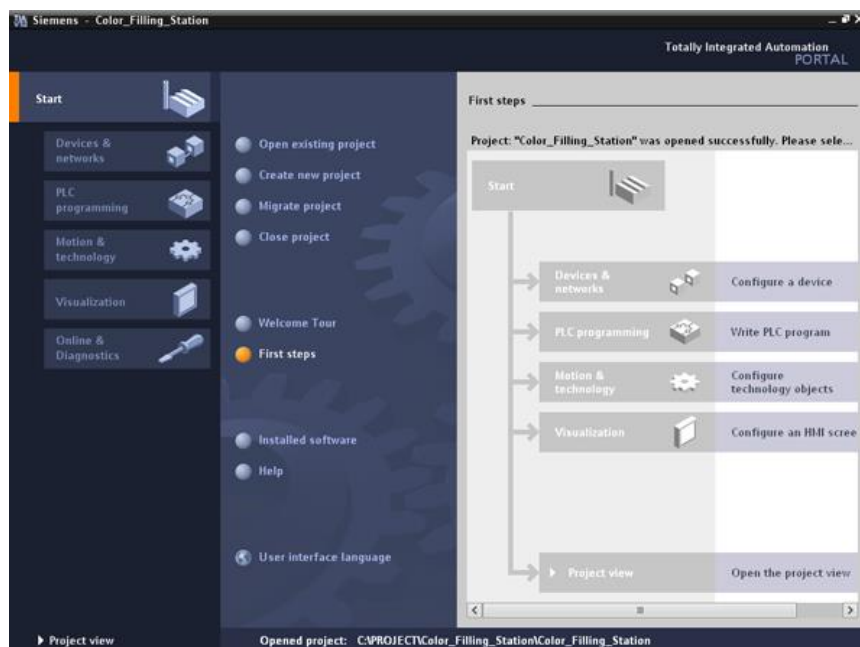 Siemens - Color_Filling_Station
Totally Integrated Automation
PORTAL
Start
Devices &
networks
PLC
programming
Motion &
technology
Visualization
Online &
Diagnostics
Open existing project
Create new project
Migrate project
Close project
Welcome Tour
First steps
Installed software
Help
User interface language
First steps
Project: "Color_Filling_Station" was opened successfully. Please sele...
Start
Devices &
networks
Configure a device
PLC programming
Write PLC program
Motion &
technology
Configure
technology objects
Visualization
Configure an HMI scree
Project view
Open the project view
Project view
Opened project: C:\PROJECT\Color_Filling_Station\Color_Filling_Station